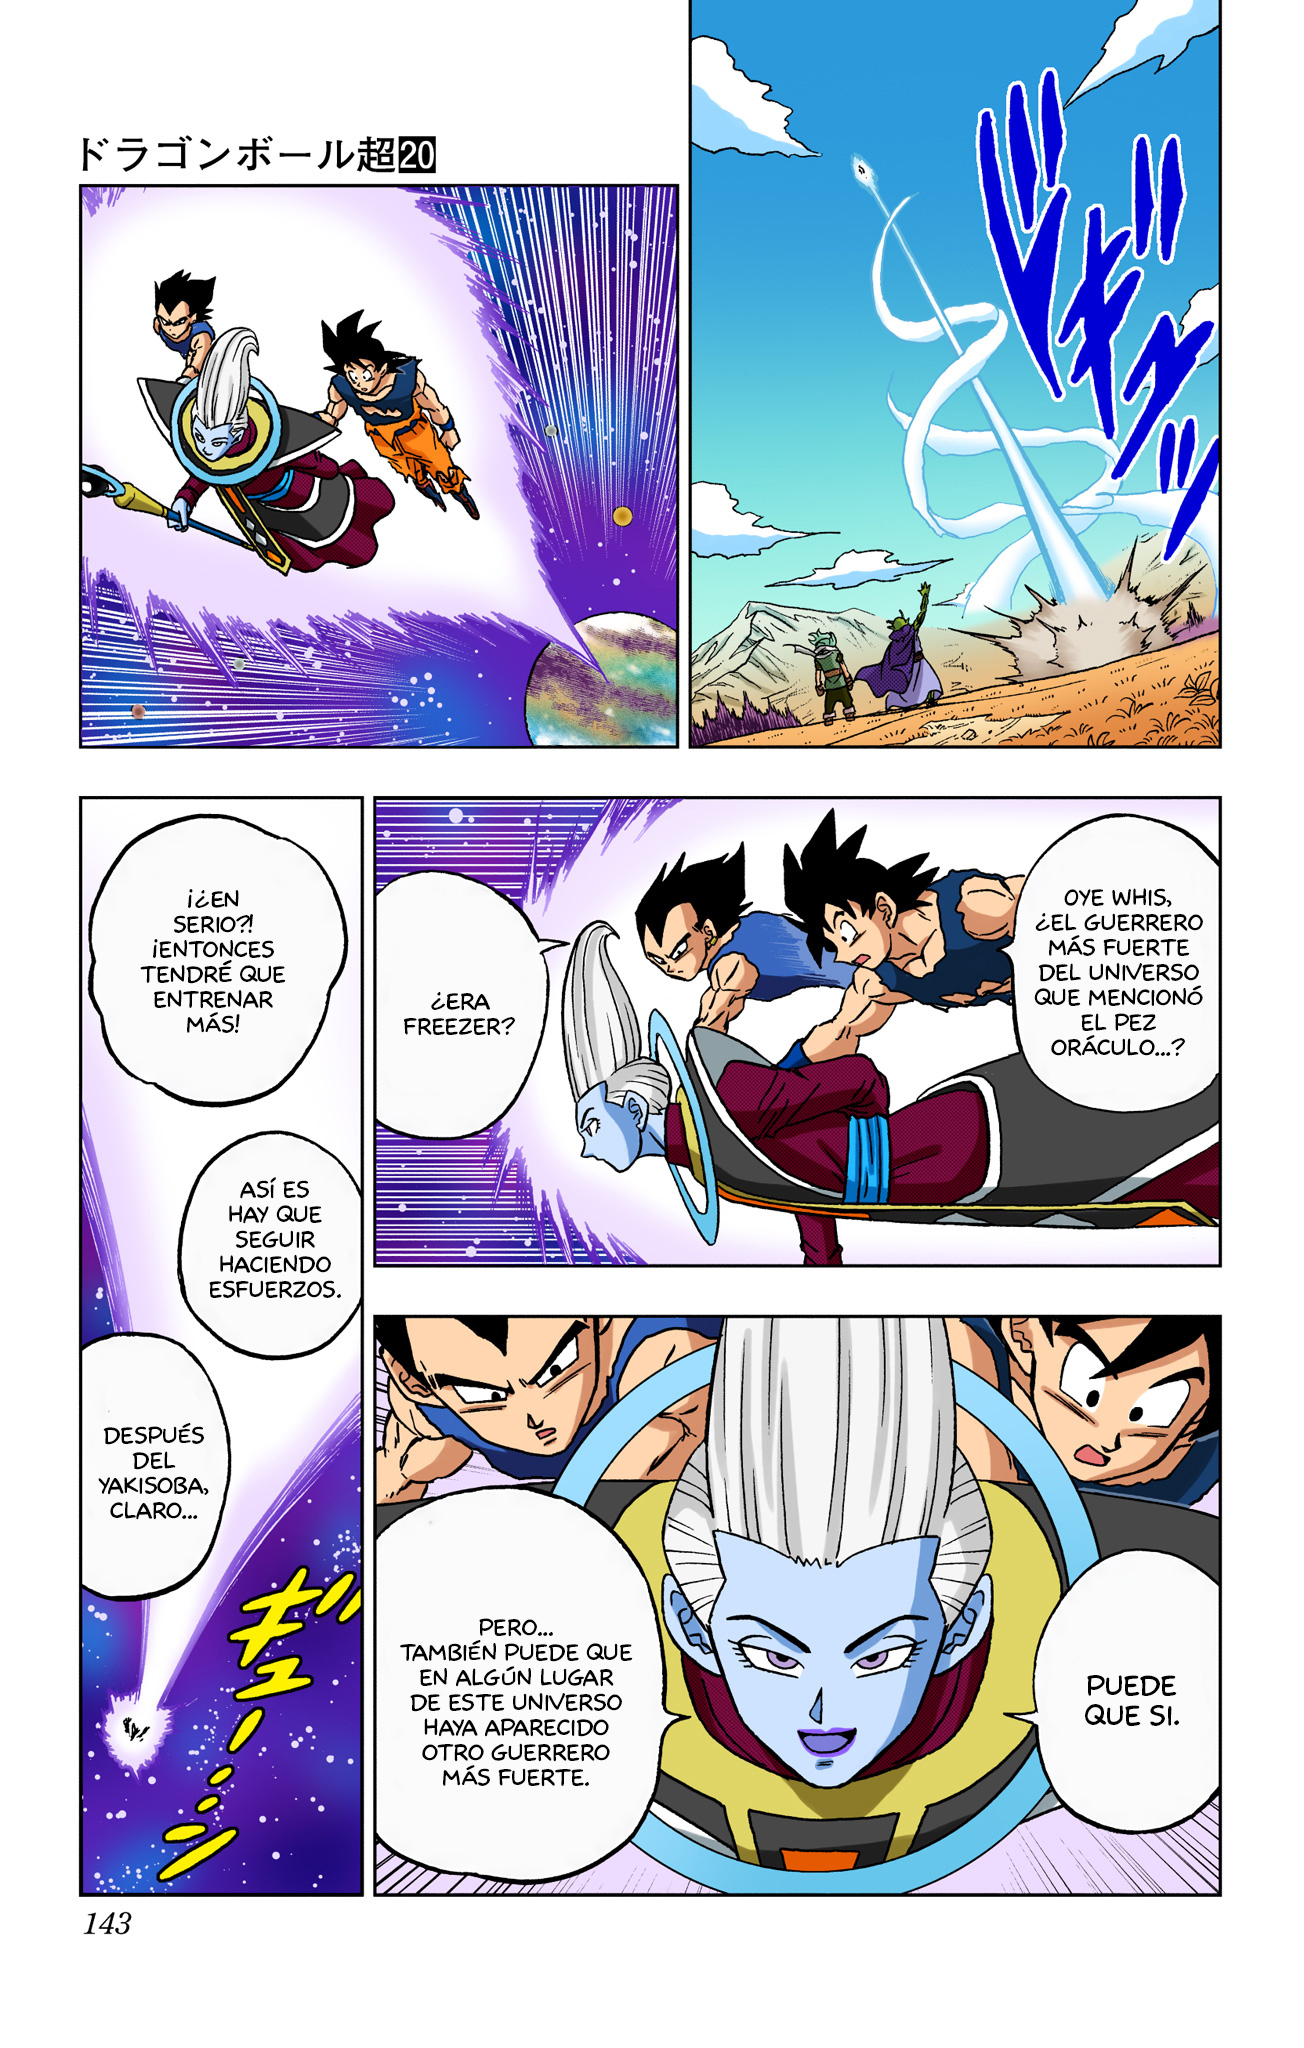 ドラゴンボール超20
ドギュッ
OYE WHIS,
¿EL GUERRERO
MÁS FUERTE
DEL UNIVERSO
QUE MENCIONÓ
EL PEZ
ORÁCULO...?
¿ERA
FREEZER?
PUEDE
QUE SI.
PERO...
TAMBIÉN PUEDE QUE
EN ALGÚN LUGAR
DE ESTE UNIVERSO
HAYA APARECIDO
OTRO GUERRERO
MÁS FUERTE.
¡¿EN
SERIO?!
¡ENTONCES
TENDRÉ QUE
ENTRENAR
MÁS!
ASÍ ES
HAY QUE
SEGUIR
HACIENDO
ESFUERZOS.
DESPUÉS
DEL
YAKISOBA,
CLARO...
ギューン
143